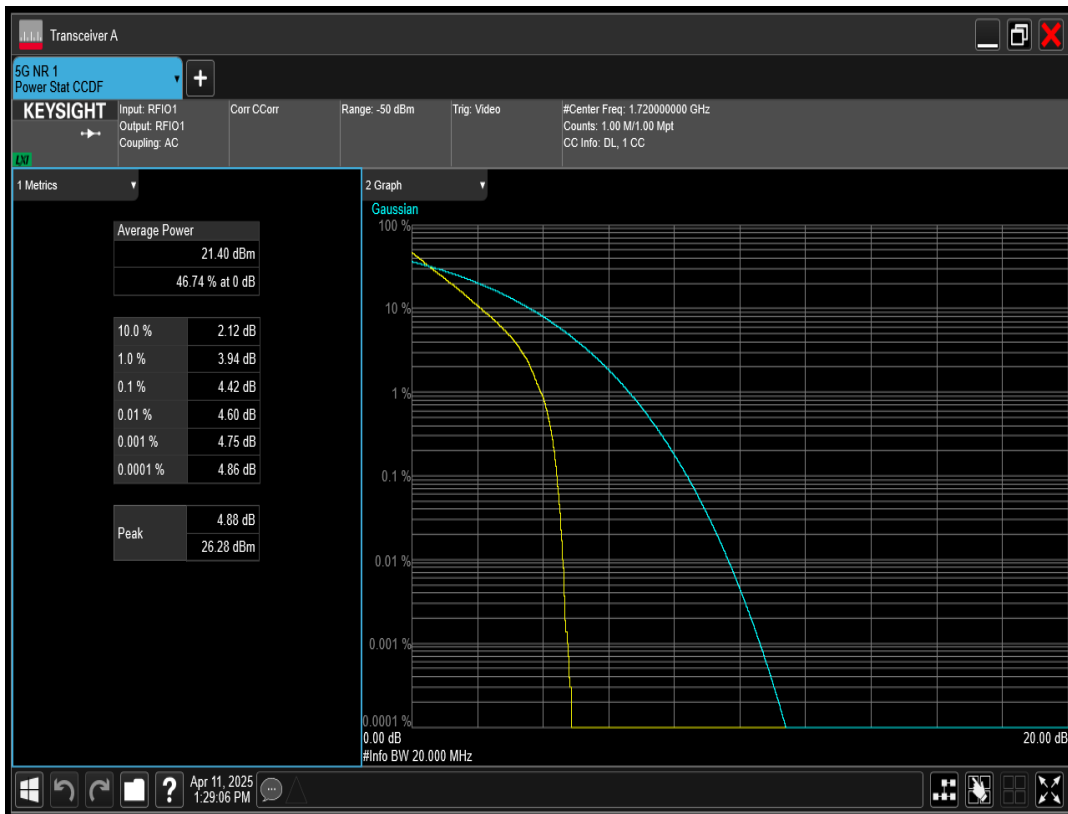 Transceiver A
5G NR 1
Power Stat CCDF
+
KEYSIGHT
LXI
Input: RFIO1
Output: RFIO1
Coupling: AC
Corr CCorr
Range: -50 dBm
Trig: Video
#Center Freq: 1.720000000 GHz
Counts: 1.00 M/1.00 Mpt
CC Info: DL, 1 CC
1 Metrics
Average Power
21.40 dBm
46.74 % at 0 dB
10.0 % 2.12 dB
1.0 % 3.94 dB
0.1 % 4.42 dB
0.01 % 4.60 dB
0.001 % 4.75 dB
0.0001 % 4.86 dB
Peak
4.88 dB
26.28 dBm
2 Graph
Gaussian
100 %
10 %
1 %
0.1 %
0.01 %
0.001 %
0.0001 %
0.00 dB 20.00 dB
#Info BW 20.000 MHz
?
Apr 11, 2025
1:29:06 PM